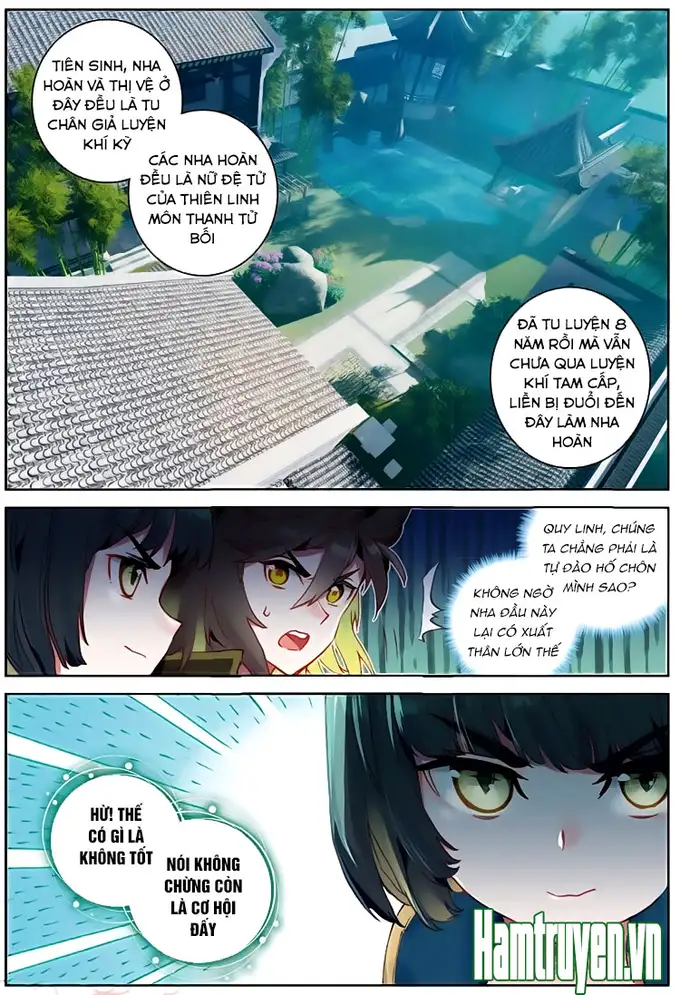 TIÊN SINH, NHA
HOÀN VÀ THỊ VỆ Ở
ĐÂY ĐỀU LÀ TU
CHÂN GIẢ LUYỆN
KHÍ KỲ
CÁC NHA HOÀN
ĐỀU LÀ NỮ ĐỆ TỬ
CỦA THIÊN LINH
MÔN THANH TỬ
BỐI
ĐÃ TU LUYỆN 8
NĂM RỒI MÀ VẪN
CHƯA QUA LUYỆN
KHÍ TAM CẤP,
LIỀN BỊ ĐUỔI ĐẾN
ĐÂY LÀM NHA
HOÀN
QUY LINH, CHÚNG
TA CHẲNG PHẢI LÀ
TỰ ĐÀO HỐ CHÔN
MÌNH SAO?
KHÔNG NGỜ
NHA ĐẦU NÀY
LẠI CÓ XUẤT
THÂN LỚN THẾ
HỪ! THẾ
CÓ GÌ LÀ
KHÔNG TỐT
NÓI KHÔNG
CHỪNG CÒN
LÀ CƠ HỘI
ĐẤY
Hamtruyen.vn